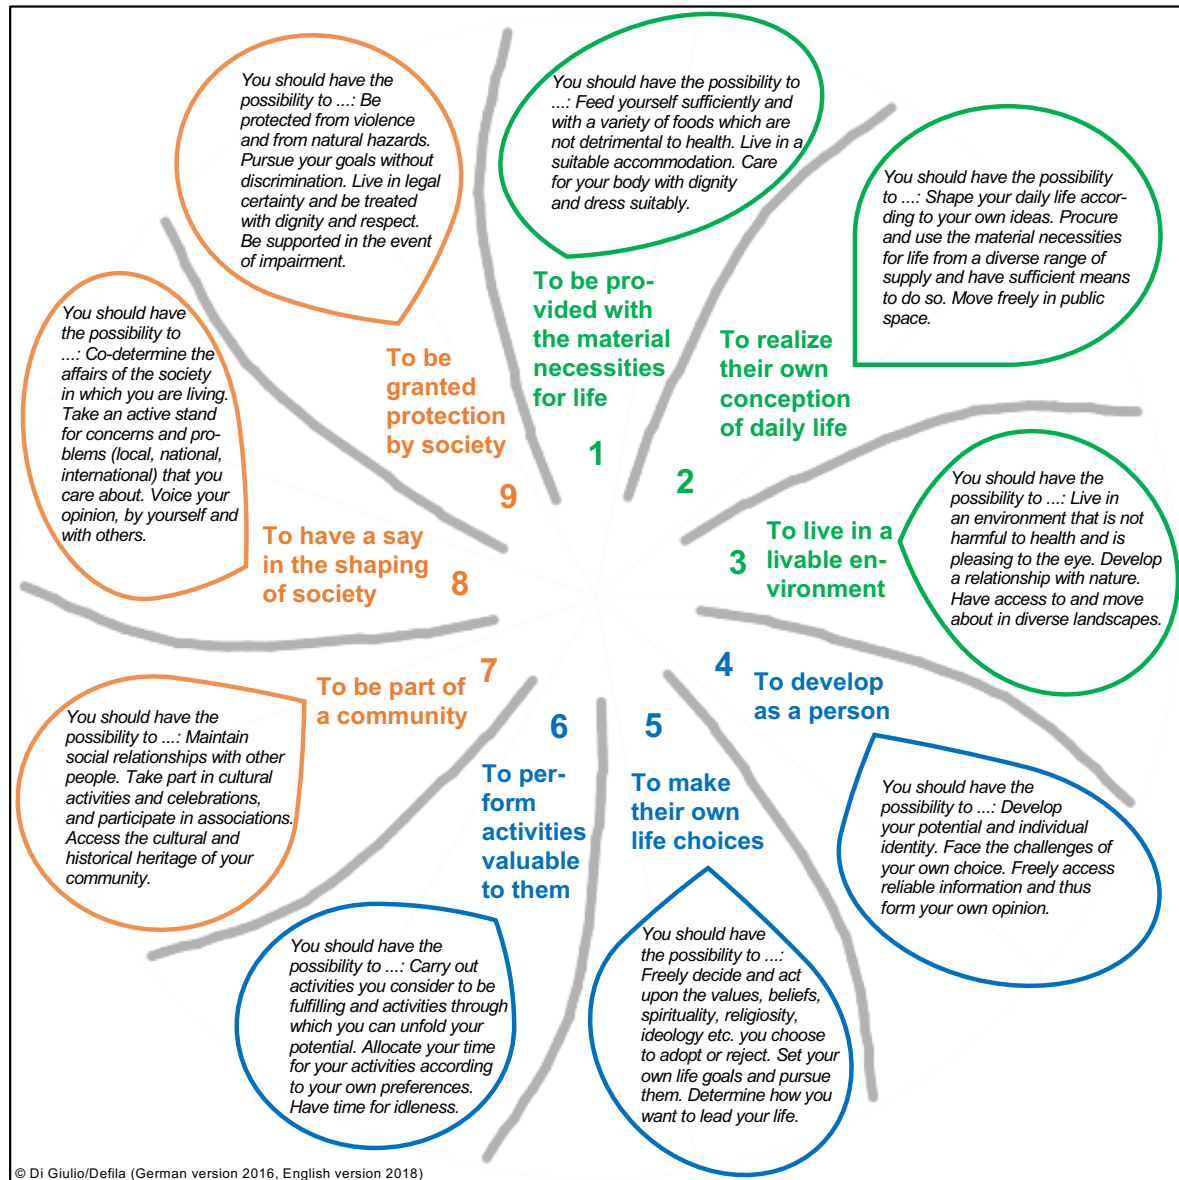 You should have the
possibility to ...: Feed yourself sufficiently and
with a variety of foods which are
not detrimental to health. Live in a
suitable accommodation. Care
for your body with dignity
and dress suitably.
To be pro-
vided with
the material
necessities
for life
1
You should have the possibility
to ...: Shape your daily life accor-
ding to your own ideas. Procure
and use the material necessities
for life from a diverse range of
supply and have sufficient means
to do so. Move freely in public
space.
To realize
their own
conception
of daily life
2
You should have the
possibility to ...: Live in
an environment that is not
harmful to health and is
pleasing to the eye. Develop
a relationship with nature.
Have access to and move
about in diverse landscapes.
To live in a
livable en-
vironment
3
4
To develop
as a person
You should have the
possibility to ...: Develop
your potential and individual
identity. Face the challenges of
your own choice. Freely access
reliable information and thus
form your own opinion.
5
To make
their own
life choices
You should have
the possibility to ...:
Freely decide and act
upon the values, beliefs,
spirituality, religiosity,
ideology etc. you choose
to adopt or reject. Set your
own life goals and pursue
them. Determine how you
want to lead your life.
6
To per-
form
activities
valuable
to them
You should have the
possibility to ...: Carry out
activities you consider to be
fulfilling and activities through
which you can unfold your
potential. Allocate your time
for your activities according
to your own preferences.
Have time for idleness.
7
To be part of
a community
You should have the
possibility to ...: Maintain
social relationships with other
people. Take part in cultural
activities and celebrations,
and participate in associations.
Access the cultural and
historical heritage of your
community.
8
To have a say
in the shaping
of society
You should have
the possibility to
...: Co-determine the
affairs of the society
in which you are living.
Take an active stand
for concerns and pro-
blems (local, national,
international) that you
care about. Voice your
opinion, by yourself and
with others.
9
To be
granted
protection
by society
You should have the
possibility to ...: Be
protected from violence
and from natural hazards.
Pursue your goals without
discrimination. Live in legal
certainty and be treated
with dignity and respect.
Be supported in the event
of impairment.
© Di Giulio/Defila (German version 2016, English version 2018)